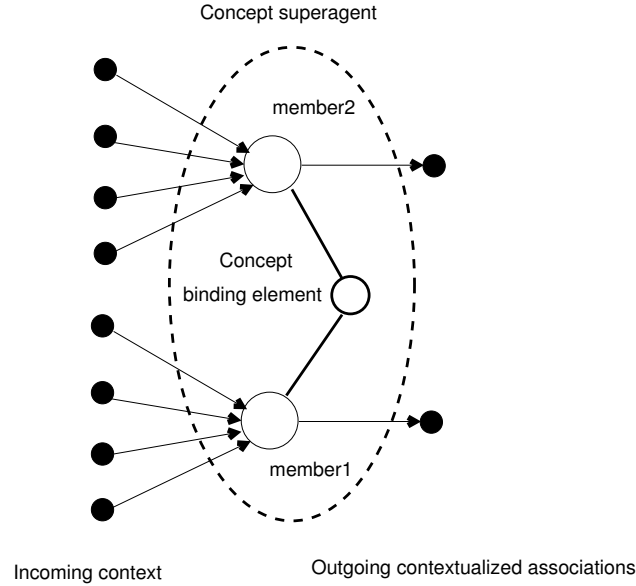 Concept superagent
member2
Concept
binding element
member1
Incoming context
Outgoing contextualized associations